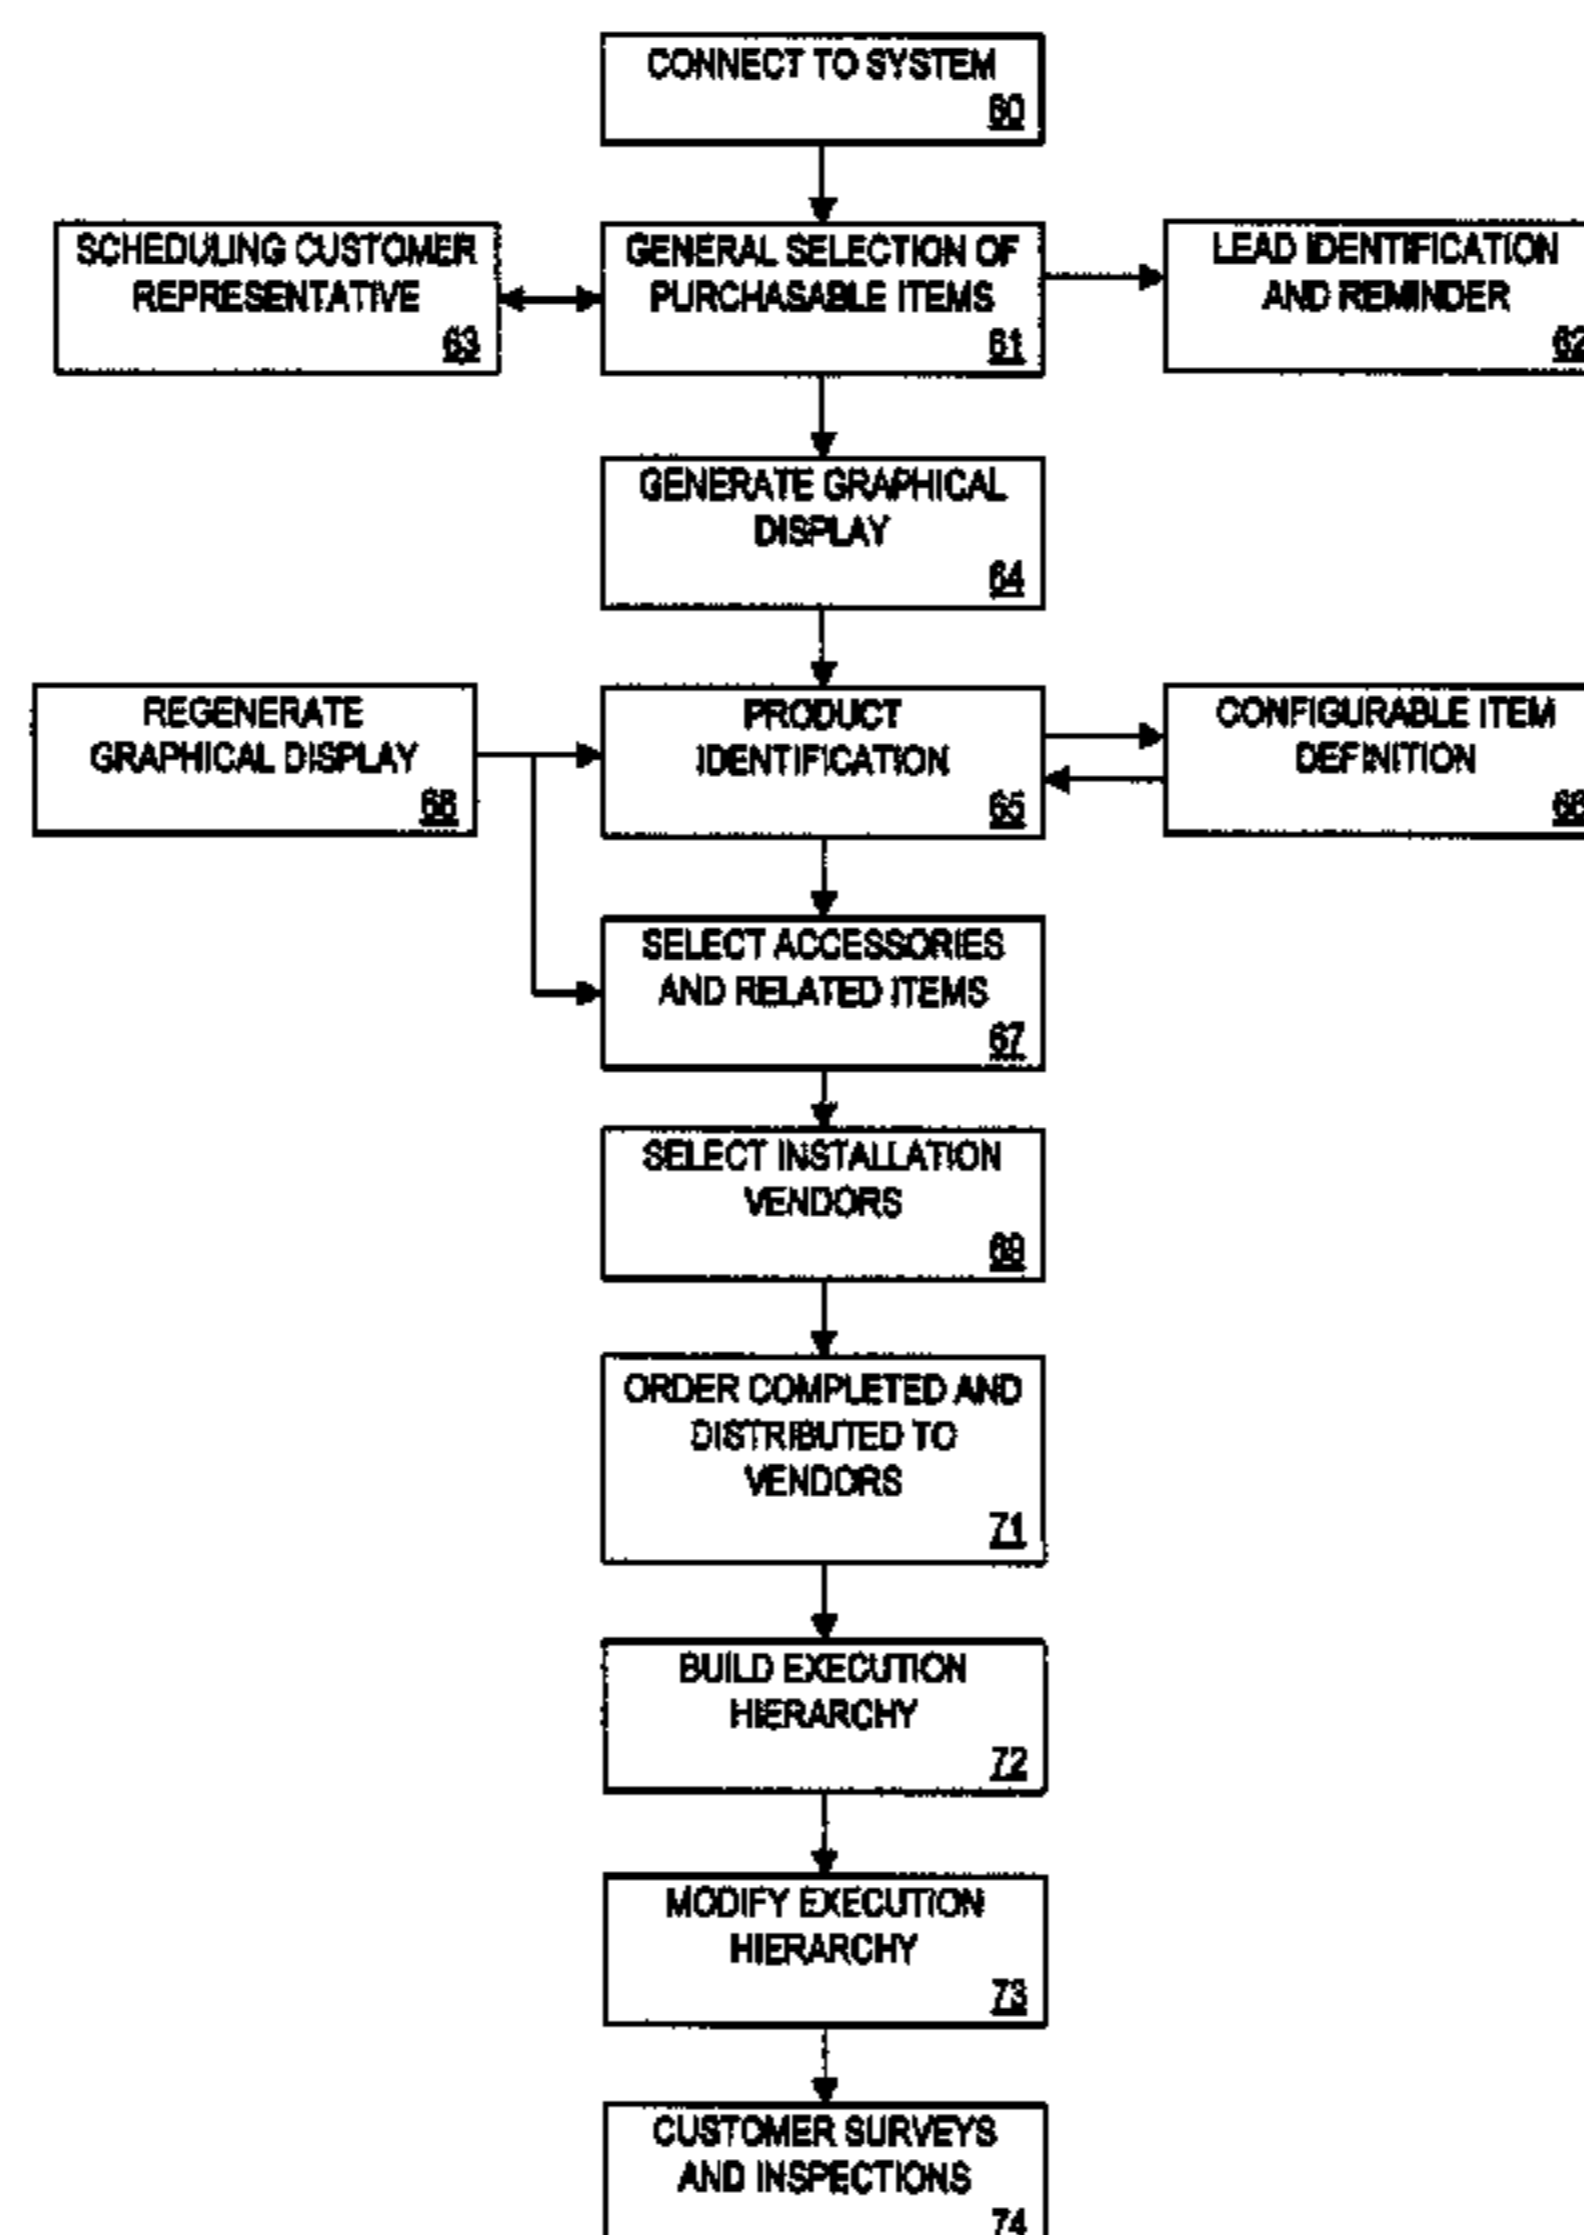 CONNECT TO SYSTEM
60
SCHEDULING CUSTOMER
REPRESENTATIVE
63
GENERAL SELECTION OF
PURCHASABLE ITEMS
61
LEAD IDENTIFICATION
AND REMINDER
62
GENERATE GRAPHICAL
DISPLAY
64
REGENERATE
GRAPHICAL DISPLAY
68
PRODUCT
IDENTIFICATION
65
CONFIGURABLE ITEM
DEFINITION
66
SELECT ACCESSORIES
AND RELATED ITEMS
67
SELECT INSTALLATION
VENDORS
69
ORDER COMPLETED AND
DISTRIBUTED TO
VENDORS
71
BUILD EXECUTION
HIERARCHY
72
MODIFY EXECUTION
HIERARCHY
73
CUSTOMER SURVEYS
AND INSPECTIONS
74